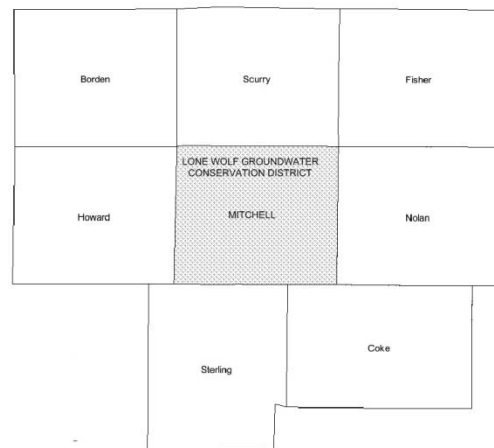 Borden
Scurry
Fisher
LONE WOLF GROUNDWATER
CONSERVATION DISTRICT
Howard
MITCHELL
Nolan
Sterling
Coke